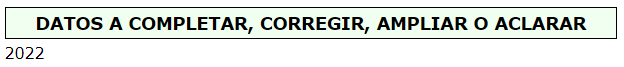 DATOS A COMPLETAR, CORREGIR, AMPLIAR O ACLARAR
2022